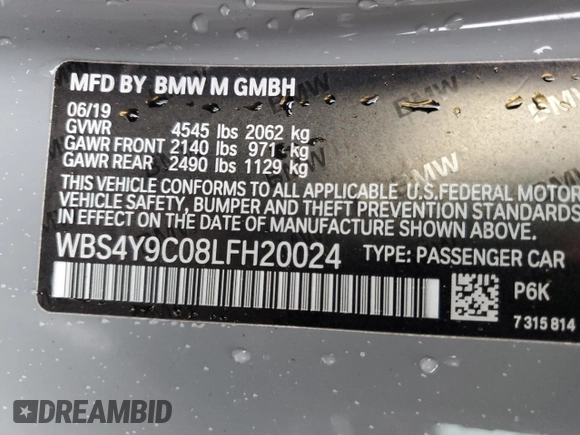 MFD BY BMW M GMBH
06/19
GVWR 4545 lbs 2062 kg
GAWR FRONT 2140 lbs 971 kg
GAWR REAR 2490 lbs 1129 kg
THIS VEHICLE CONFORMS TO ALL APPLICABLE U.S.FEDERAL MOTOR
VEHICLE SAFETY, BUMPER AND THEFT PREVENTION STANDARDS
IN EFFECT ON THE DATE OF MANUFACTURE SHOWN ABOVE.
WBS4Y9C08LFH20024 TYPE: PASSENGER CAR
P6K
7 315 814
DREAMBID